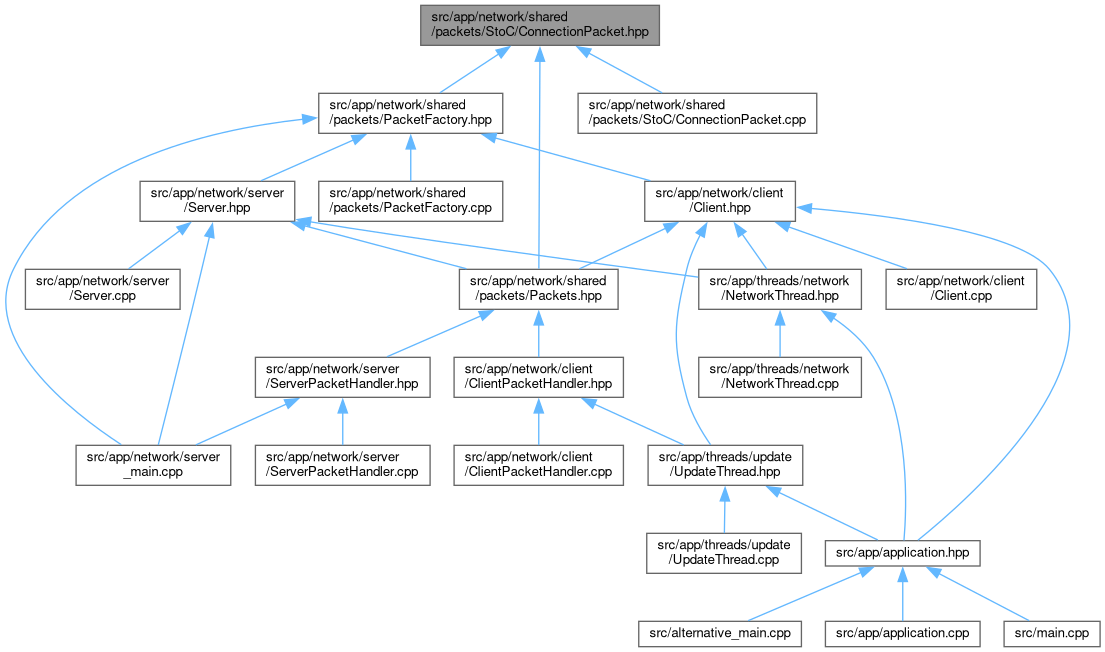 src/app/network/shared
/packets/StoC/ConnectionPacket.hpp
src/app/network/shared
/packets/PacketFactory.hpp
src/app/network/shared
/packets/StoC/ConnectionPacket.cpp
src/app/network/server
/Server.hpp
src/app/network/shared
/packets/PacketFactory.cpp
src/app/network/client
/Client.hpp
src/app/network/server
/Server.cpp
src/app/network/shared
/packets/Packets.hpp
src/app/threads/network
/NetworkThread.hpp
src/app/network/client
/Client.cpp
src/app/network/server
/ServerPacketHandler.hpp
src/app/network/client
/ClientPacketHandler.hpp
src/app/threads/network
/NetworkThread.cpp
src/app/network/server
_main.cpp
src/app/network/server
/ServerPacketHandler.cpp
src/app/network/client
/ClientPacketHandler.cpp
src/app/threads/update
/UpdateThread.hpp
src/app/threads/update
/UpdateThread.cpp
src/app/application.hpp
src/alternative_main.cpp
src/app/application.cpp
src/main.cpp